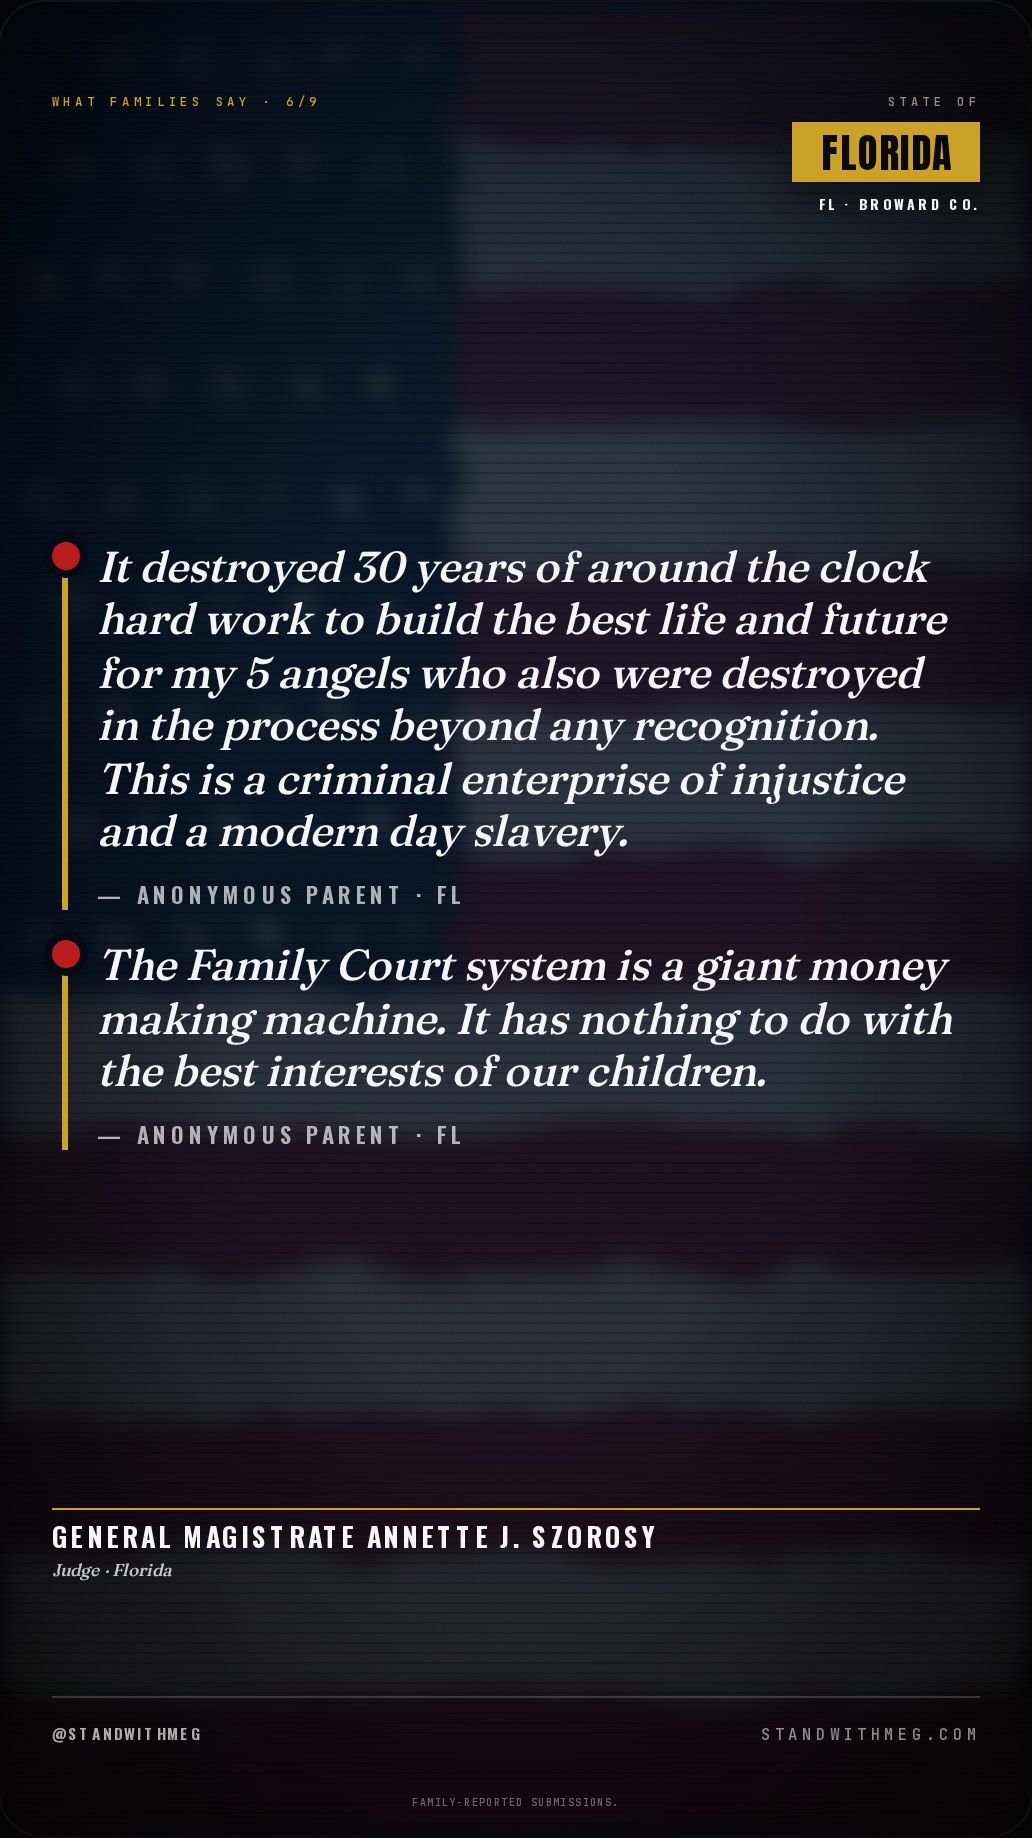 WHAT FAMILIES SAY · 6/9
STATE OF
FLORIDA
FL · BROWARD CO.
It destroyed 30 years of around the clock
hard work to build the best life and future
for my 5 angels who also were destroyed
in the process beyond any recognition.
This is a criminal enterprise of injustice
and a modern day slavery.
— ANONYMOUS PARENT · FL
The Family Court system is a giant money
making machine. It has nothing to do with
the best interests of our children.
— ANONYMOUS PARENT · FL
GENERAL MAGISTRATE ANNETTE J. SZOROSY
Judge · Florida
@STANDWITHMEG
STANDWITHMEG.COM
FAMILY-REPORTED SUBMISSIONS.